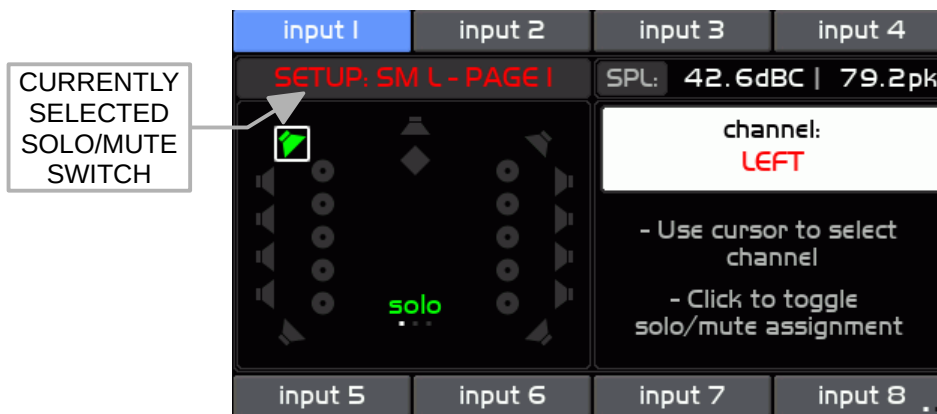 input 1
input 2
input 3
input 4
CURRENTLY
SELECTED
SOLO/MUTE
SWITCH
SETUP: SM L - PAGE 1
SPL: 42.6dBC | 79.2pk
channel:
LEFT
- Use cursor to select
channel
- Click to toggle
solo/mute assignment
solo
input 5
input 6
input 7
input 8